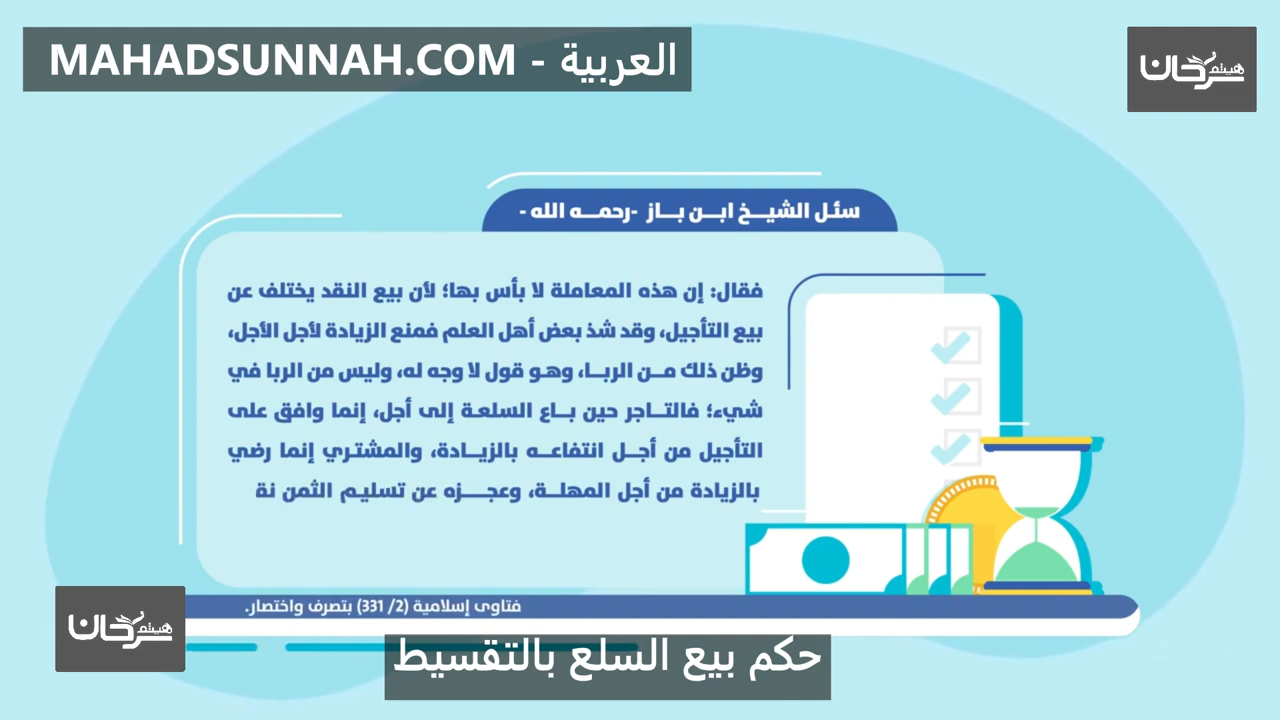 العربية - MAHADSUNNAH.COM
هيثم سرحان
سئل الشيخ ابن باز -رحمه الله-
فقال: إن هذه المعاملة لا بأس بها؛ لأن بيع النقد يختلف عن
بيع التأجيل، وقد شذ بعض أهل العلم فمنع الزيادة لأجل الأجل،
وظن ذلك من الربا، وهو قول لا وجه له، وليس من الربا في
شيء؛ فالتاجر حين باع السلعة إلى أجل، إنما وافق على
التأجيل من أجل انتفاعه بالزيادة، والمشتري إنما رضي
بالزيادة من أجل المهلة، وعجزه عن تسليم الثمن نة
فتاوى إسلامية (2/ 331) بتصرف واختصار.
هيثم سرحان
حكم بيع السلع بالتقسيط